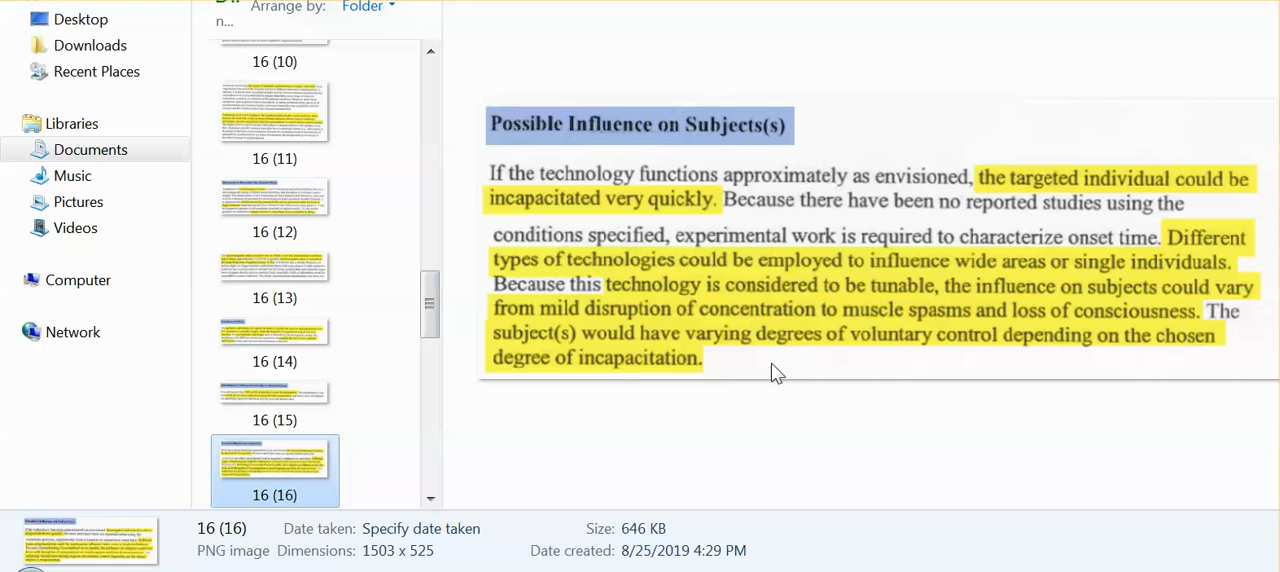 Desktop
Downloads
Recent Places
Libraries
Documents
Music
Pictures
Videos
Computer
Network
n...
Arrange by:
Folder
16 (10)
16 (11)
16 (12)
16 (13)
16 (14)
16 (15)
16 (16)
Possible Influence on Subjects(s)
If the technology functions approximately as envisioned, the targeted individual could be
incapacitated very quickly. Because there have been no reported studies using the
conditions specified, experimental work is required to characterize onset time. Different
types of technologies could be employed to influence wide areas or single individuals.
Because this technology is considered to be tunable, the influence on subjects could vary
from mild disruption of concentration to muscle spasms and loss of consciousness. The
subject(s) would have varying degrees of voluntary control depending on the chosen
degree of incapacitation.
16 (16)
Date taken: Specify date taken
Size: 646 KB
PNG image
Dimensions: 1503 x 525
Date created: 8/25/2019 4:29 PM